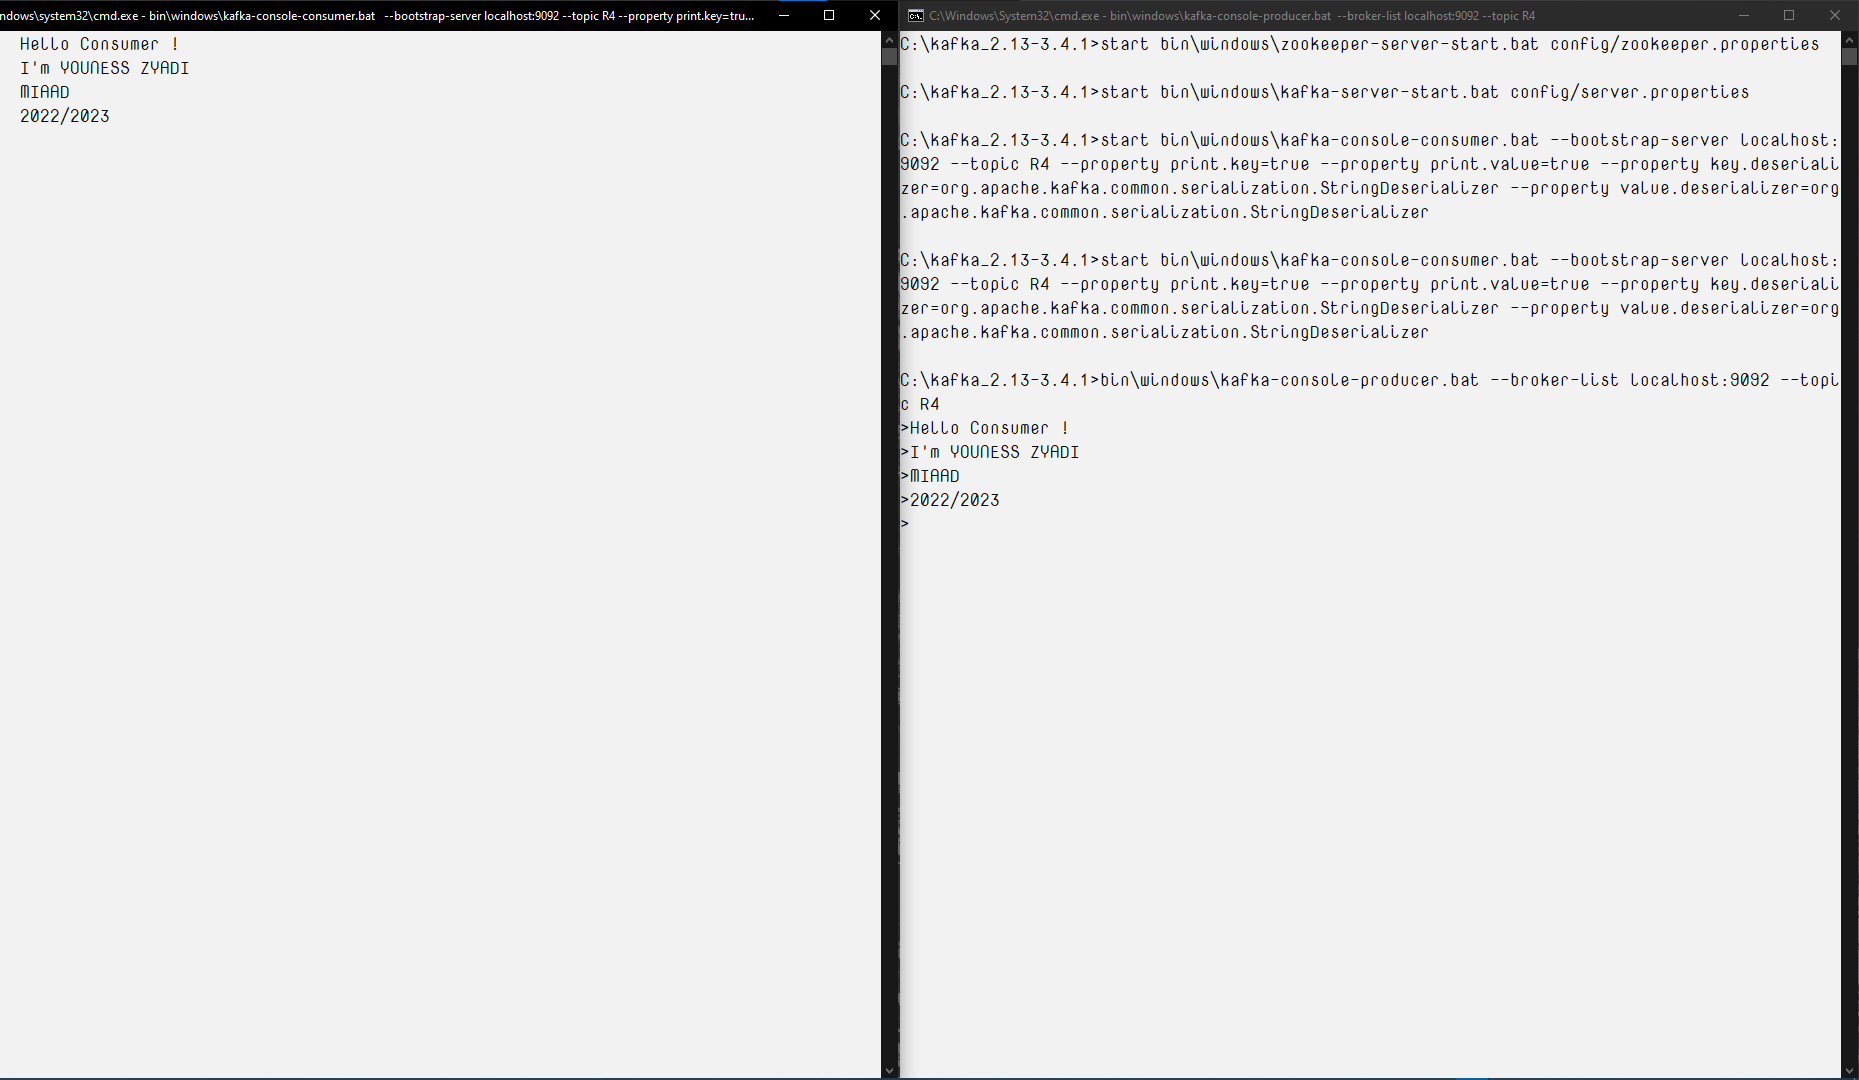 ndows\system32\cmd.exe - bin\windows\kafka-console-consumer.bat --bootstrap-server localhost:9092 --topic R4 --property print.key=tru...
Hello Consumer !
I'm YOUNESS ZYADI
MIAAD
2022/2023
C:\Windows\System32\cmd.exe - bin\windows\kafka-console-producer.bat --broker-list localhost:9092 --topic R4
C:\kafka_2.13-3.4.1>start bin\windows\zookeeper-server-start.bat config/zookeeper.properties
C:\kafka_2.13-3.4.1>start bin\windows\kafka-server-start.bat config/server.properties
C:\kafka_2.13-3.4.1>start bin\windows\kafka-console-consumer.bat --bootstrap-server localhost:
9092 --topic R4 --property print.key=true --property print.value=true --property key.deseriali
zer=org.apache.kafka.common.serialization.StringDeserializer --property value.deserializer=org
.apache.kafka.common.serialization.StringDeserializer
C:\kafka_2.13-3.4.1>start bin\windows\kafka-console-consumer.bat --bootstrap-server localhost:
9092 --topic R4 --property print.key=true --property print.value=true --property key.deseriali
zer=org.apache.kafka.common.serialization.StringDeserializer --property value.deserializer=org
.apache.kafka.common.serialization.StringDeserializer
C:\kafka_2.13-3.4.1>bin\windows\kafka-console-producer.bat --broker-list localhost:9092 --topi
c R4
>Hello Consumer !
>I'm YOUNESS ZYADI
>MIAAD
>2022/2023
>